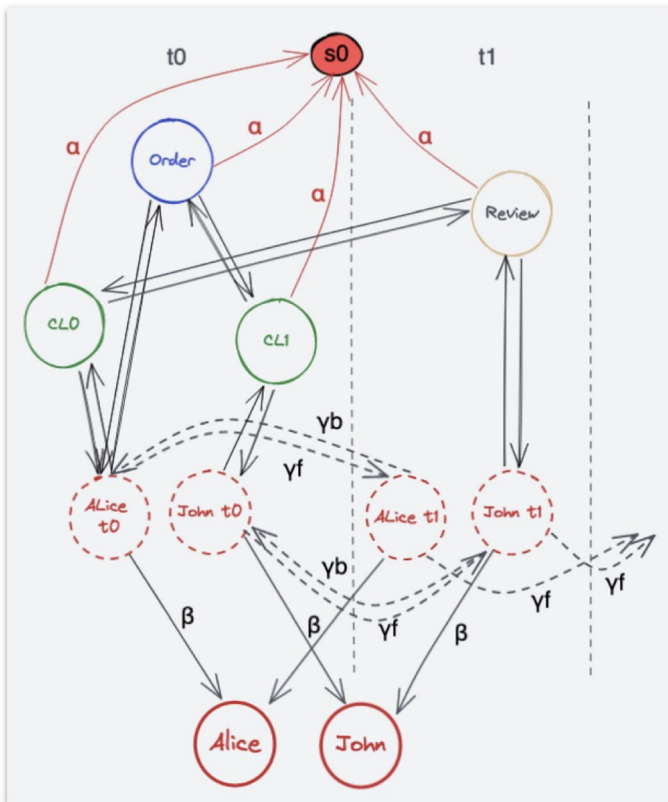 t0
s0
t1
α
α
α
α
Order
Review
CL0
CL1
γb
γf
ALice
t0
John t0
ALice t1
John t1
γb
γf
γf
γf
β
β
β
Alice
John